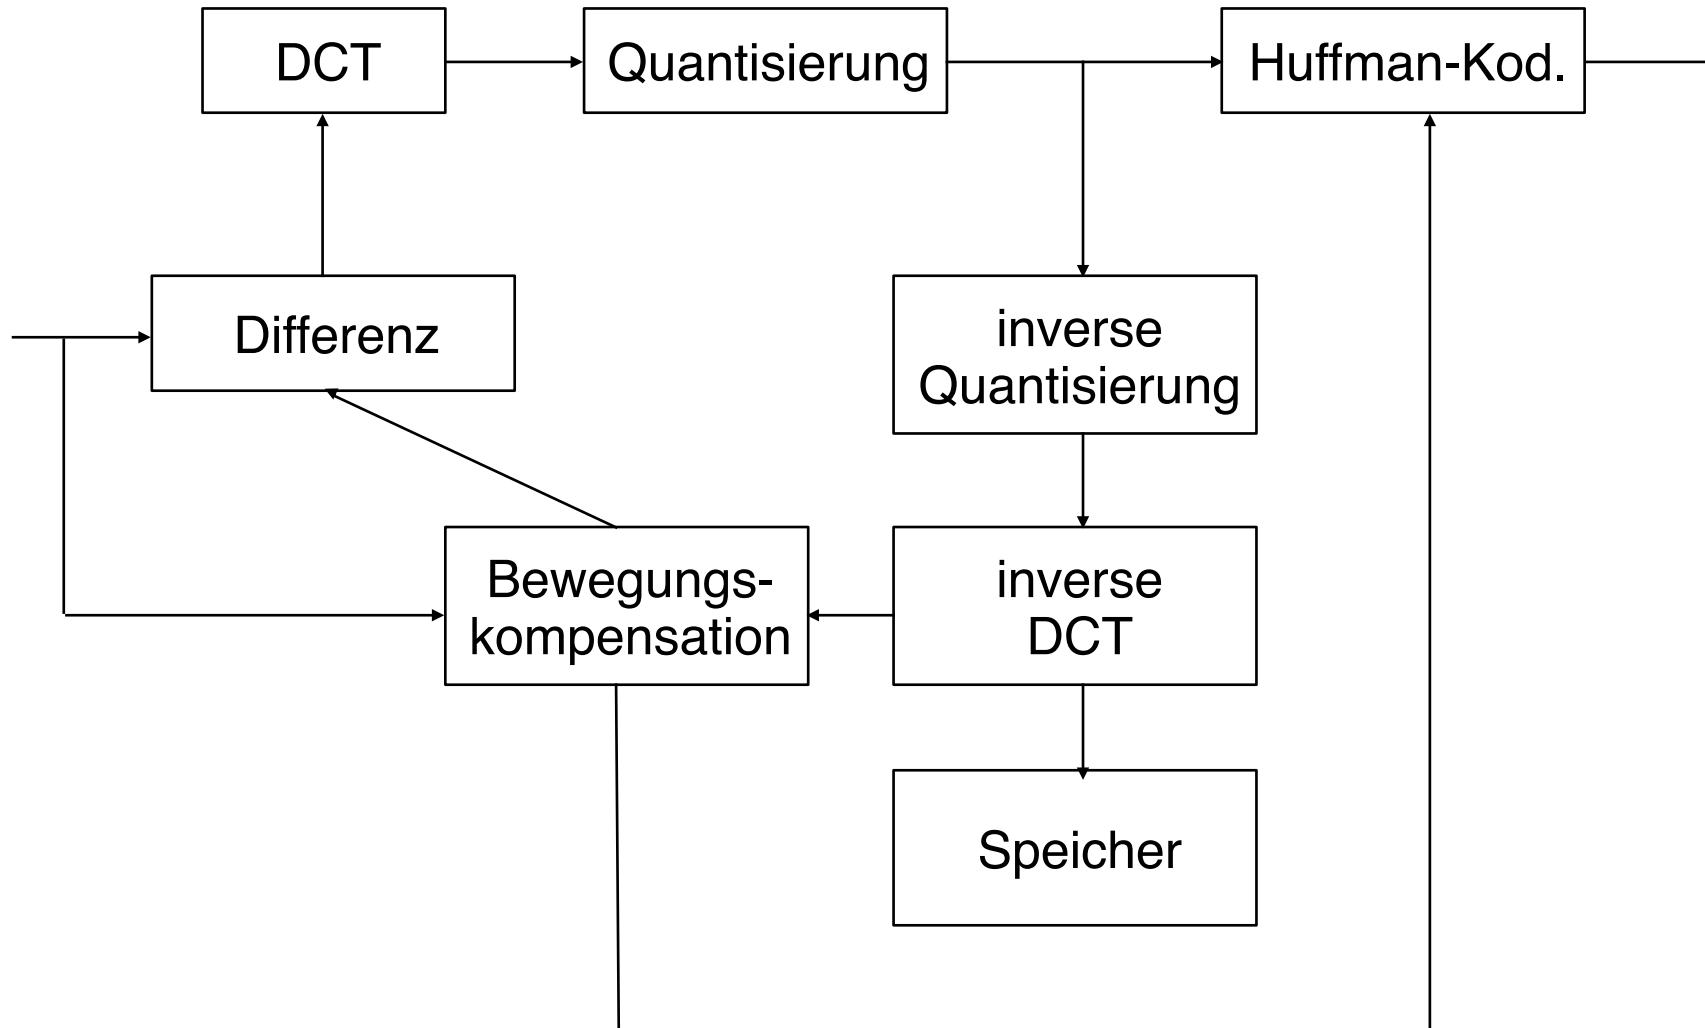 DCT
Quantisierung
Huffman-Kod.
Differenz
inverse
Quantisierung
Bewegungs-
kompensation
inverse
DCT
Speicher